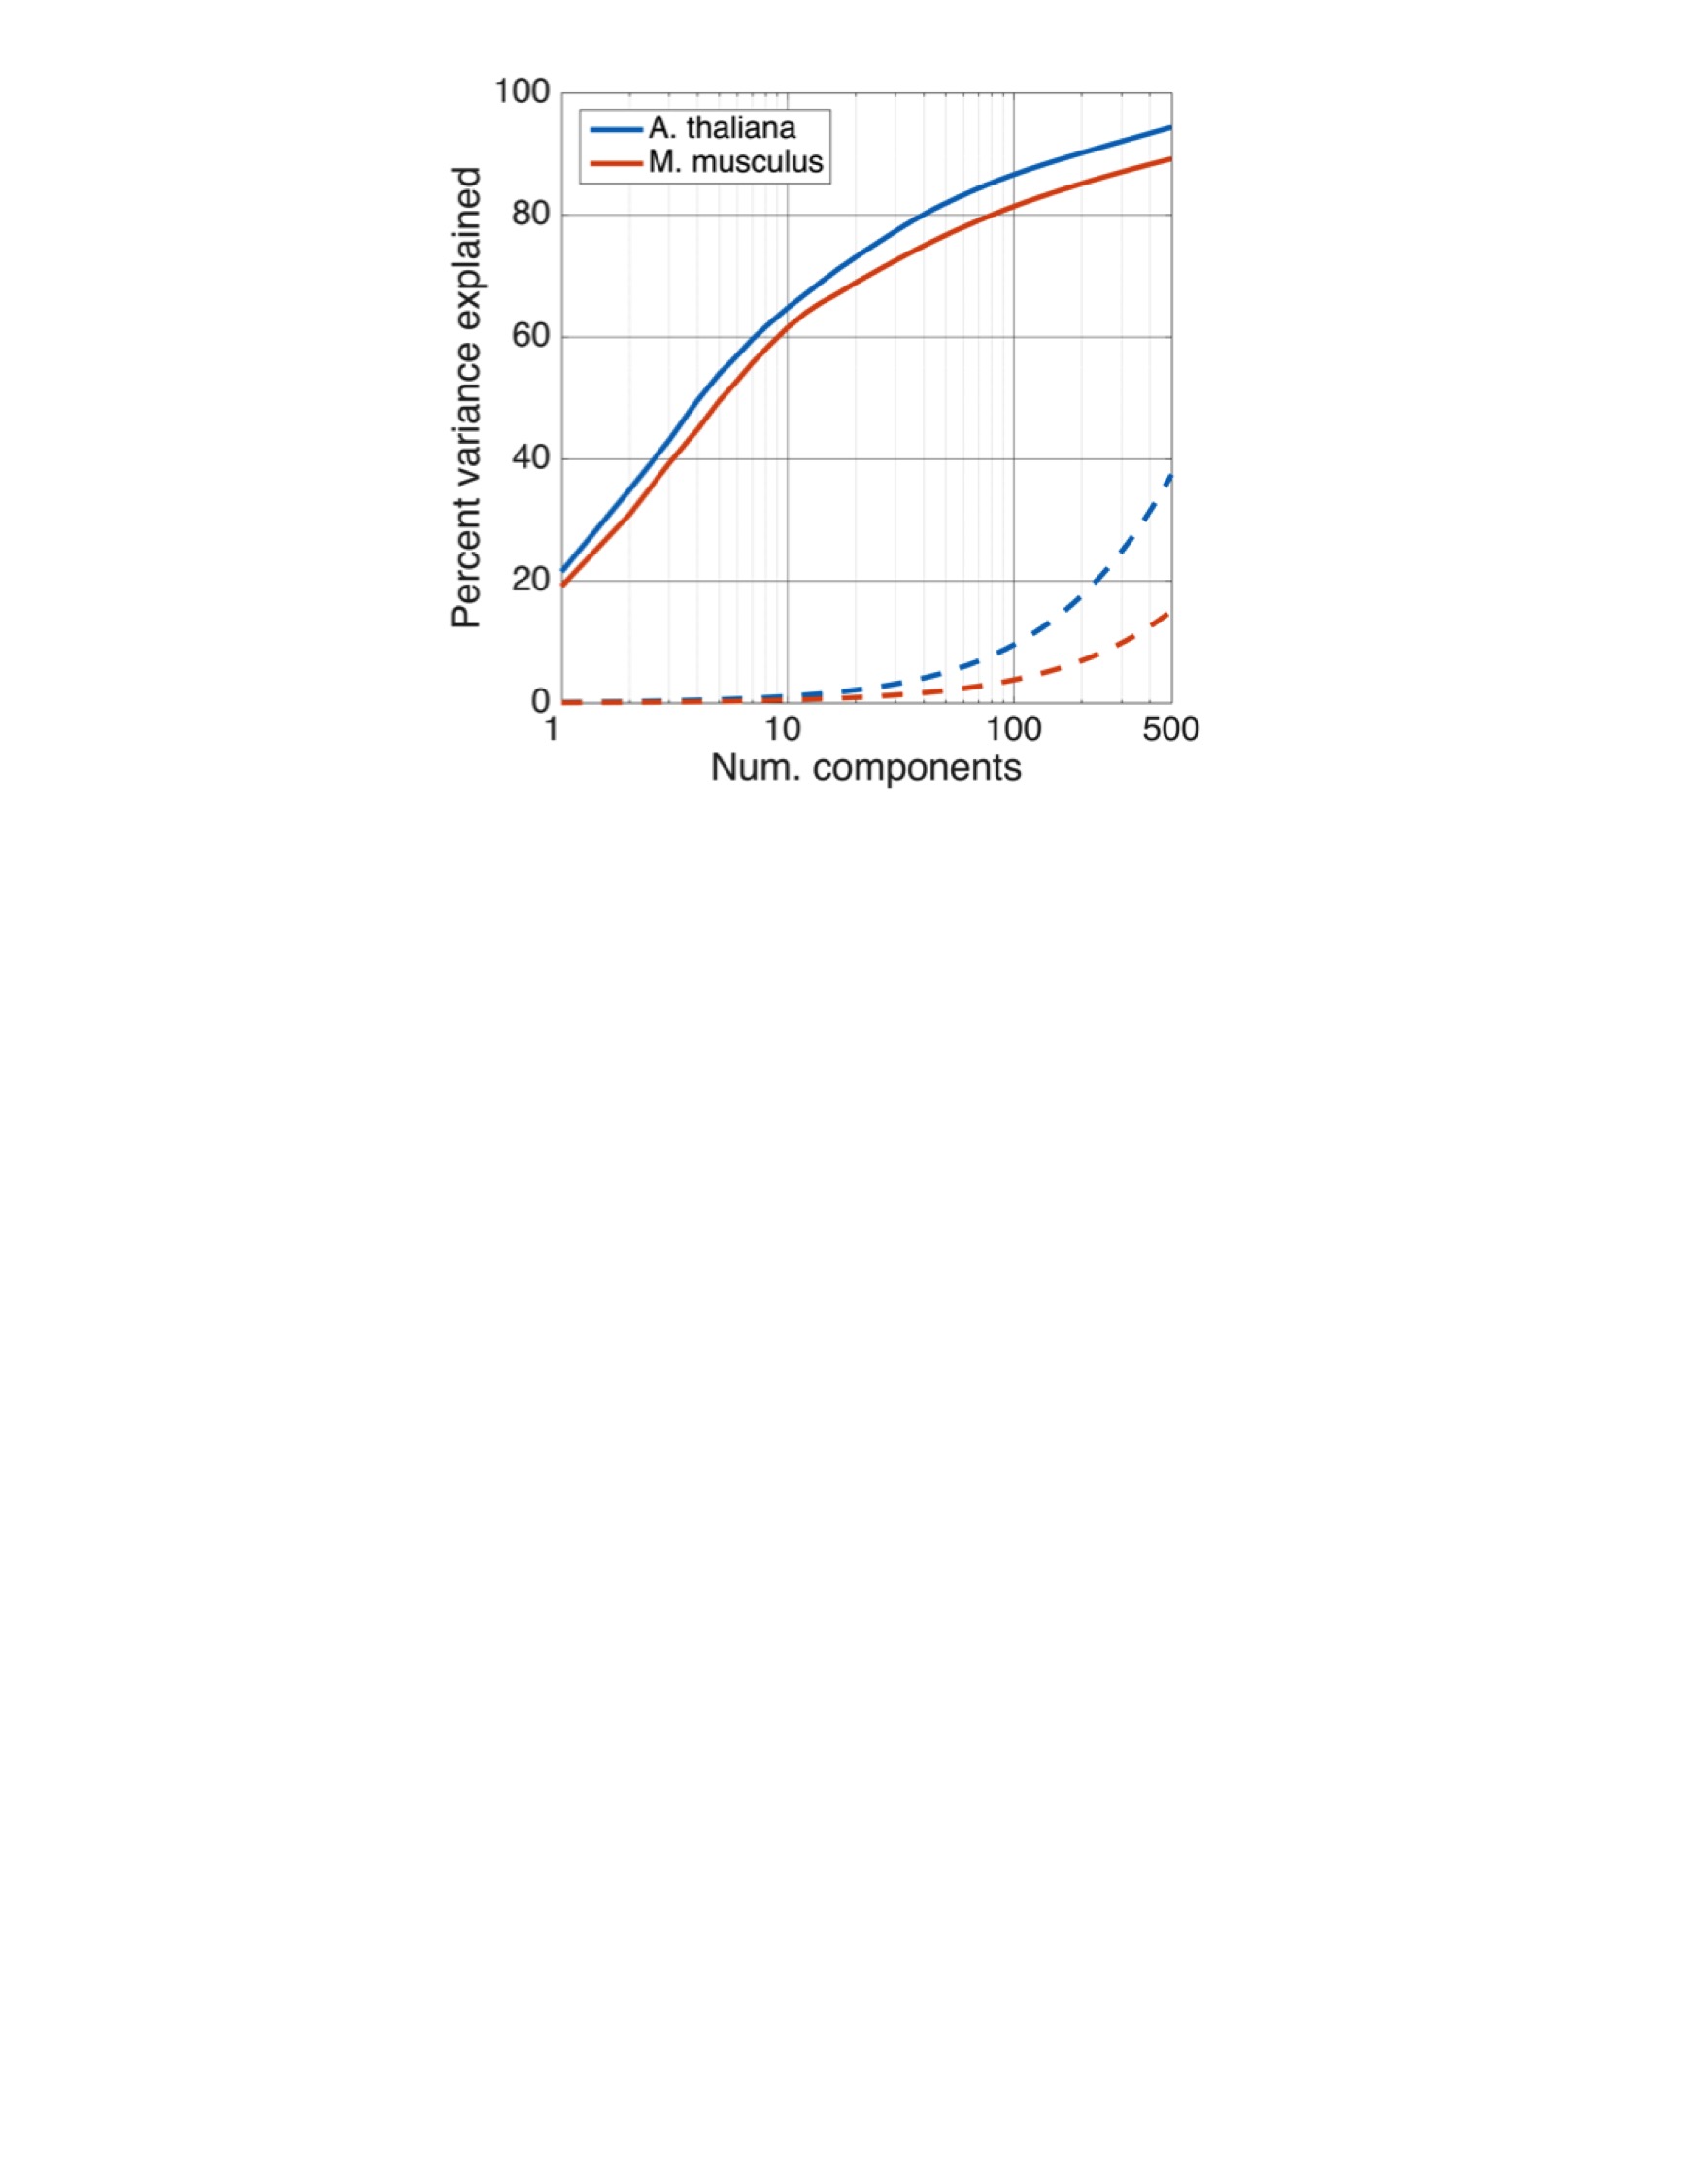 100
80
60
40
20
0
Percent variance explained
A. thaliana
M. musculus
1 10 100 500
Num. components